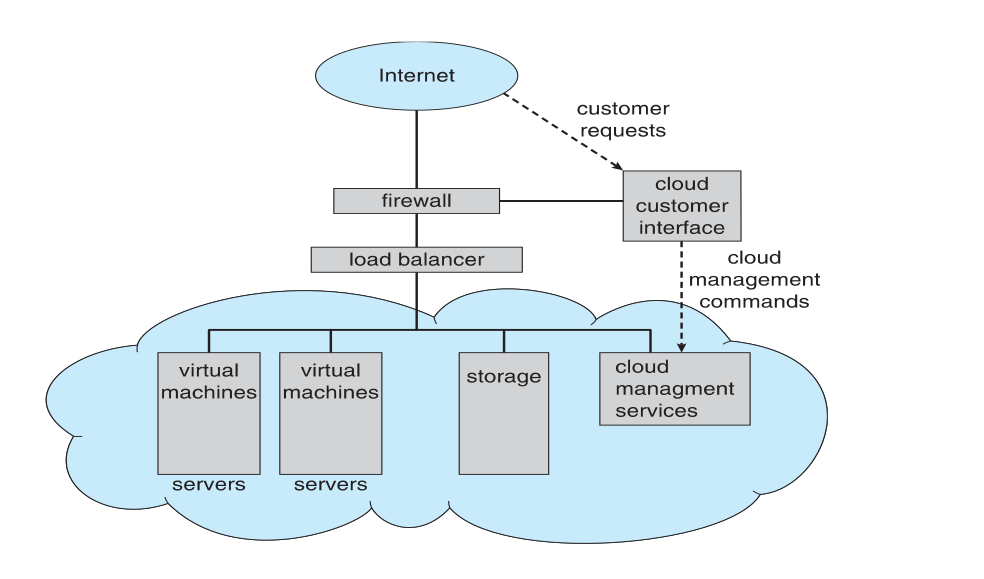 Internet
customer
requests
firewall
cloud
customer
interface
load balancer
cloud
management
commands
virtual
machines
virtual
machines
storage
cloud
managment
services
servers
servers